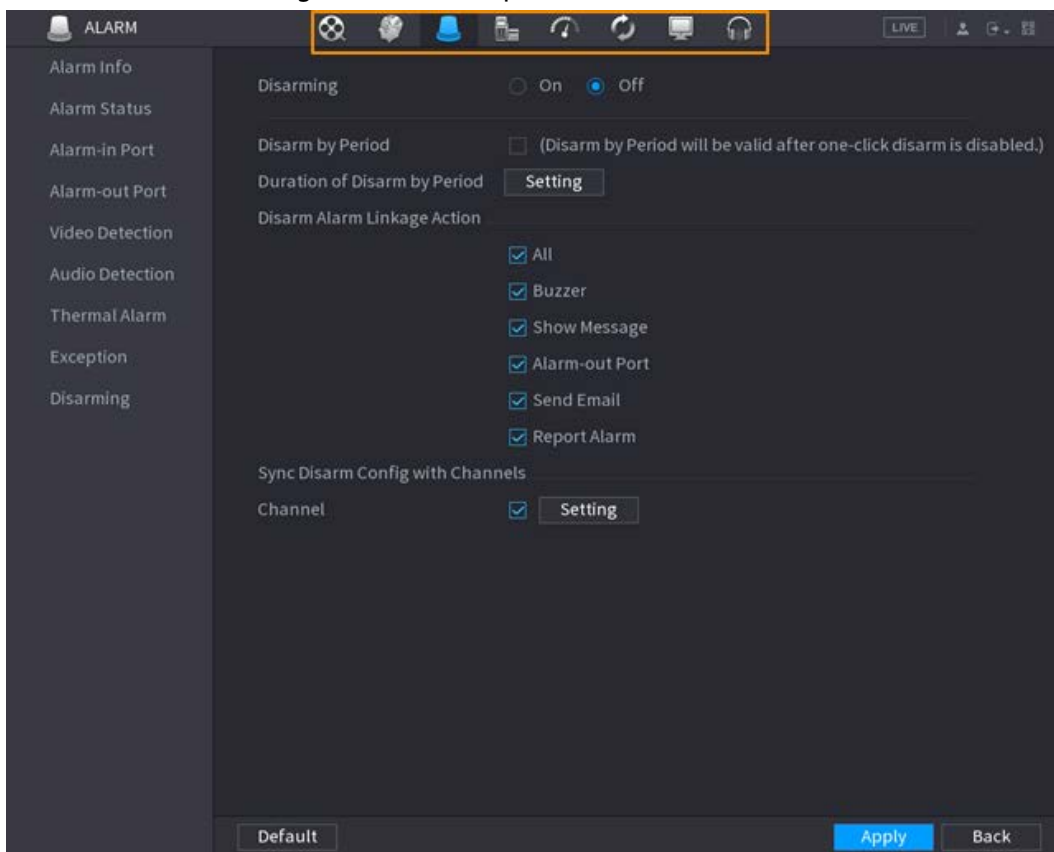 ALARM
LIVE
Alarm Info
Alarm Status
Alarm-in Port
Alarm-out Port
Video Detection
Audio Detection
Thermal Alarm
Exception
Disarming
Disarming On Off
Disarm by Period (Disarm by Period will be valid after one-click disarm is disabled.)
Duration of Disarm by Period Setting
Disarm Alarm Linkage Action
All
Buzzer
Show Message
Alarm-out Port
Send Email
Report Alarm
Sync Disarm Config with Channels
Channel Setting
Default Apply Back